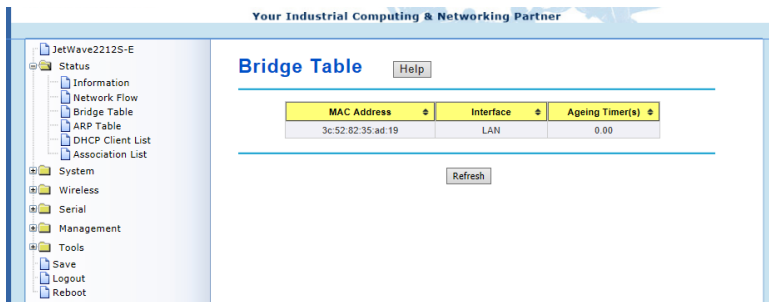 Your Industrial Computing & Networking Partner
JetWave2212S-E
Status
Information
Network Flow
Bridge Table
ARP Table
DHCP Client List
Association List
System
Wireless
Serial
Management
Tools
Save
Logout
Reboot
Bridge Table Help
MAC Address Interface Ageing Timer(s)
3c:52:82:35:ad:19 LAN 0.00
Refresh